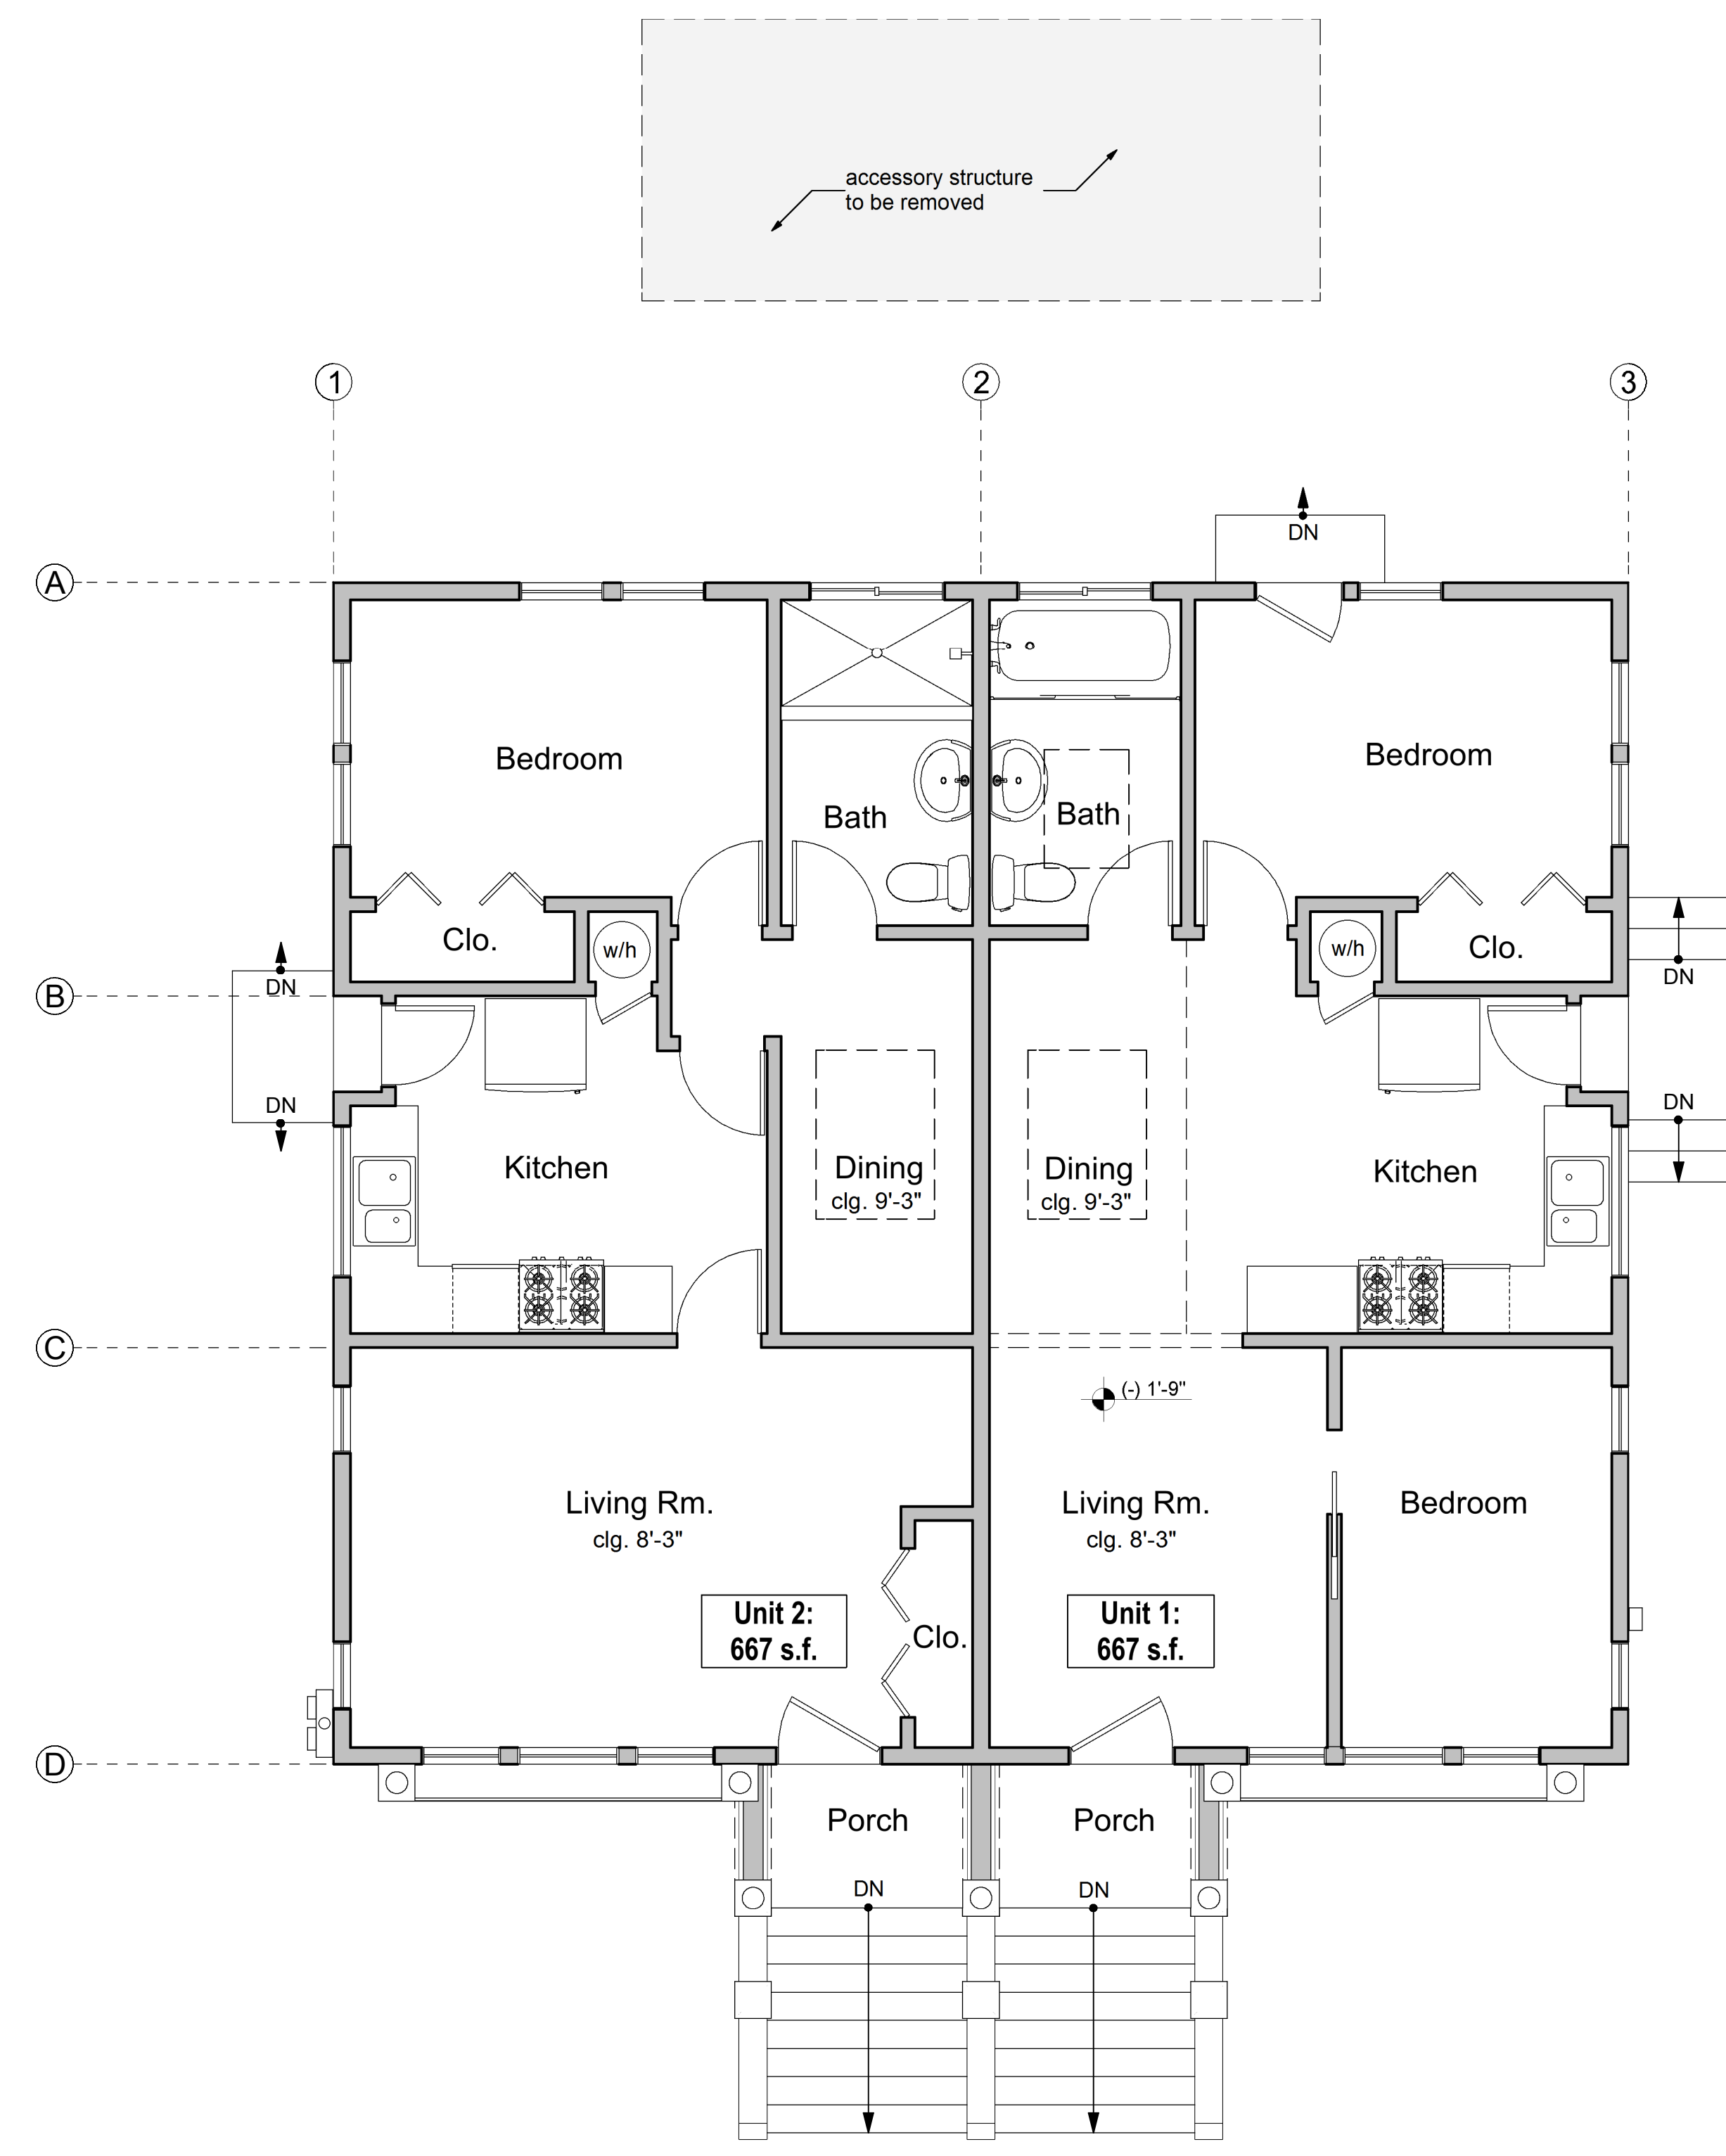 accessory structure
to be removed
1
2
3
DN
A
Bedroom
Bedroom
Bath
Bath
Clo.
w/h
w/h
Clo.
DN
DN
B
DN
DN
Kitchen
Dining
clg. 9'-3"
Dining
clg. 9'-3"
Kitchen
C
(-) 1'-9"
Living Rm.
clg. 8'-3"
Living Rm.
clg. 8'-3"
Bedroom
Unit 2:
667 s.f.
Clo.
Unit 1:
667 s.f.
D
Porch
Porch
DN
DN